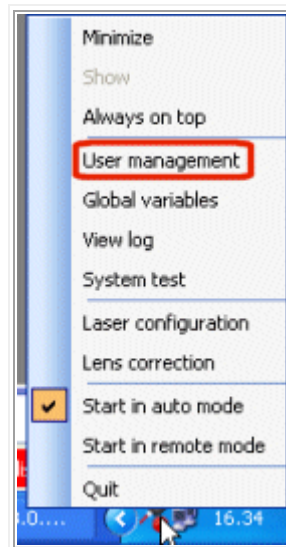 Minimize
Show
Always on top
User management
Global variables
View log
System test
Laser configuration
Lens correction
Start in auto mode
Start in remote mode
Quit
.0....
16.34